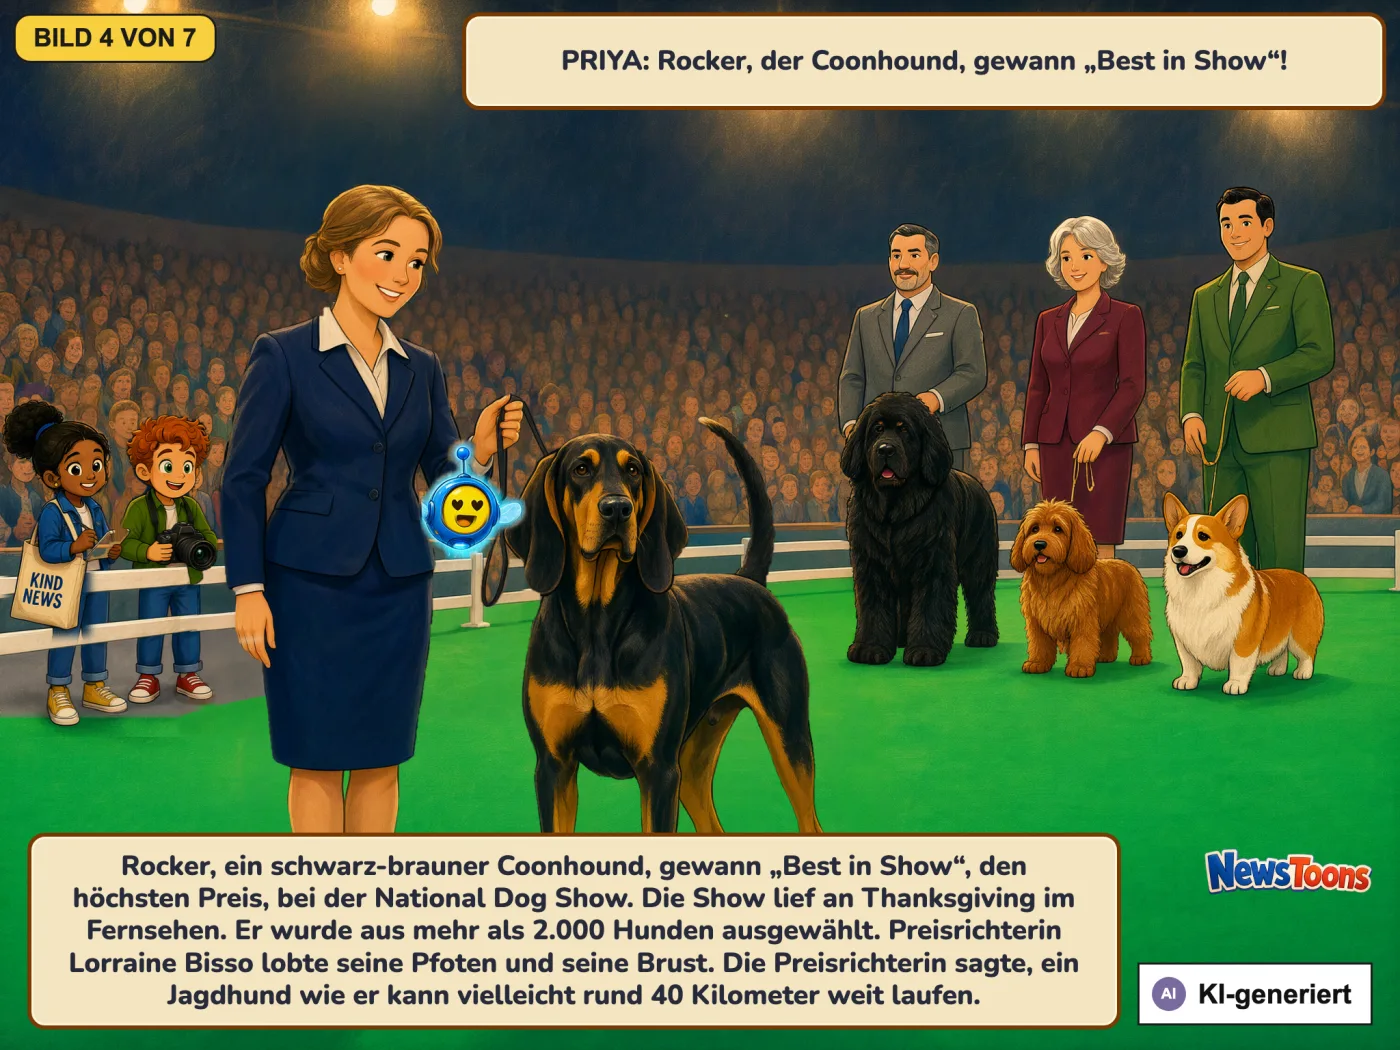 BILD 4 VON 7
PRIYA: Rocker, der Coonhound, gewann „Best in Show“!
KIND
NEWS
Rocker, ein schwarz-brauner Coonhound, gewann „Best in Show“, den
höchsten Preis, bei der National Dog Show. Die Show lief an Thanksgiving im
Fernsehen. Er wurde aus mehr als 2.000 Hunden ausgewählt. Preisrichterin
Lorraine Bisso lobte seine Pfoten und seine Brust. Die Preisrichterin sagte, ein
Jagdhund wie er kann vielleicht rund 40 Kilometer weit laufen.
NewsToons
AI KI-generiert